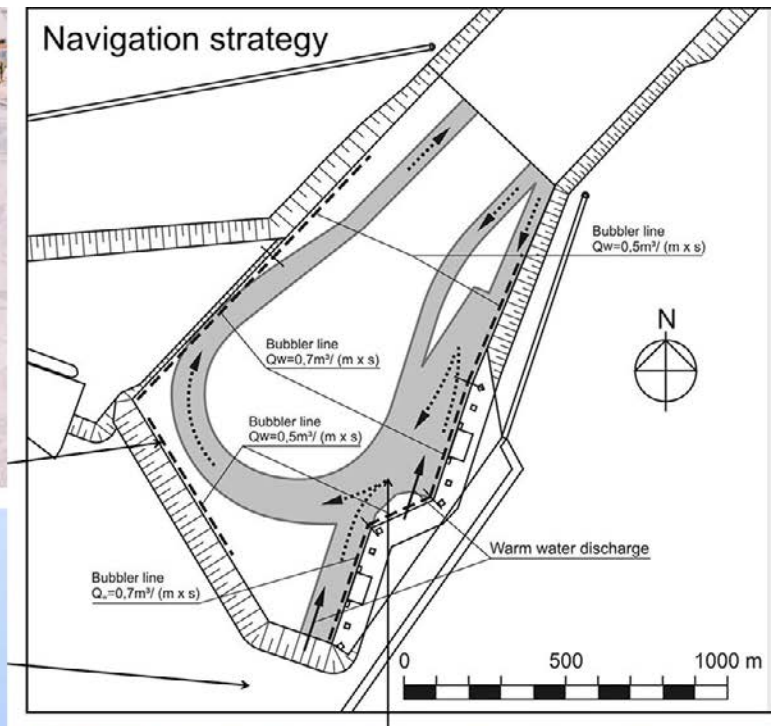 Navigation strategy
Bubbler line
Qw=0,5m³/ (m x s)
N
Bubbler line
Qw=0,7m³/ (m x s)
Bubbler line
Qw=0,5m³/ (m x s)
Warm water discharge
Bubbler line
Qw=0,7m³/ (m x s)
0 500 1000 m